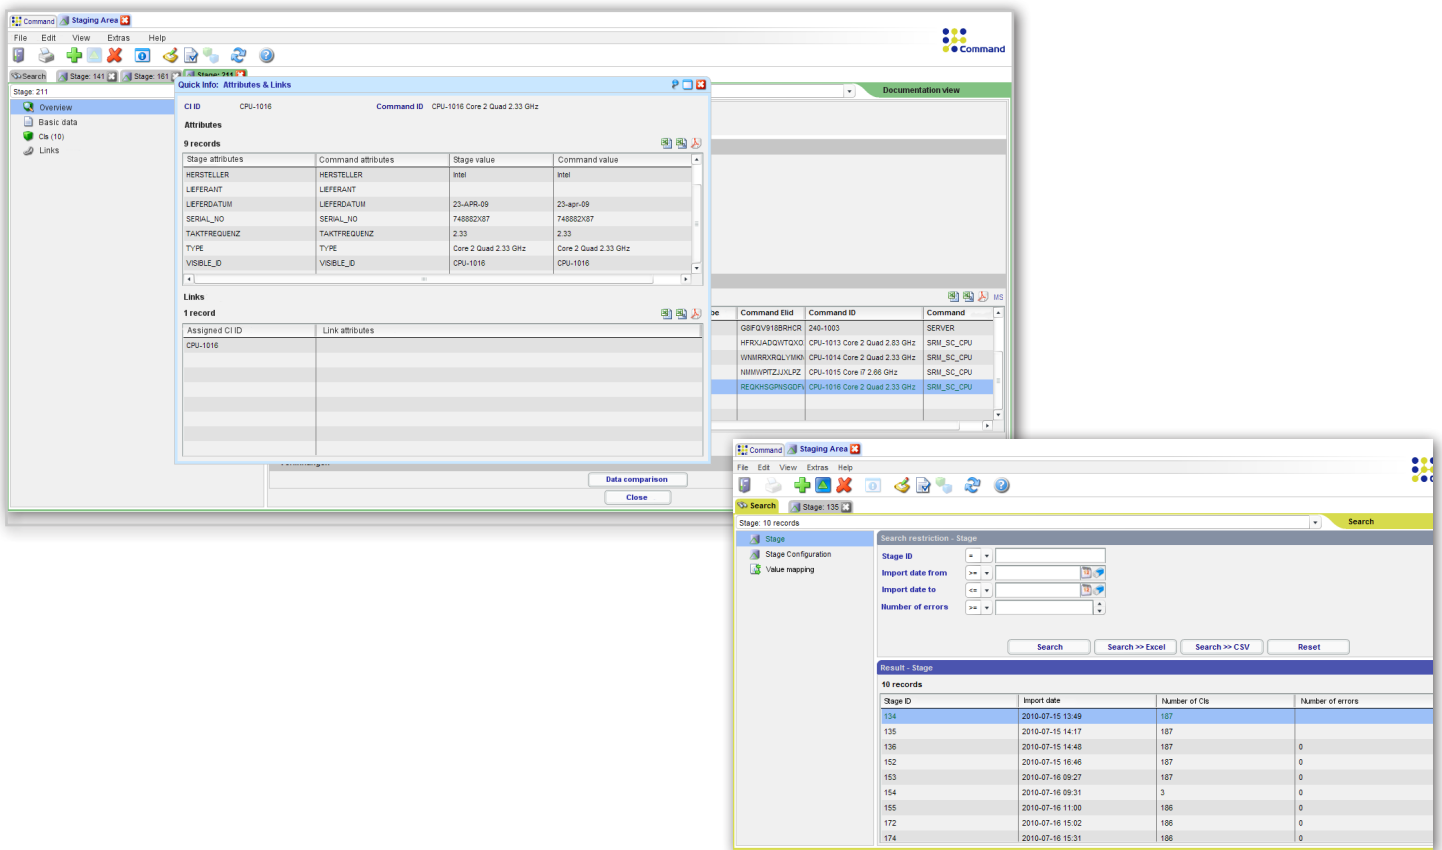 Command Staging Area
File Edit View Extras Help
Command
Search Stage: 141 Stage: 161 Stage: 211
Stage: 211
Documentation view
Overview
Basic data
CIs (10)
Links
Quick Info: Attributes & Links
CI ID CPU-1016 Command ID CPU-1016 Core 2 Quad 2.33 GHz
Attributes
9 records
Stage attributes Command attributes Stage value Command value
HERSTELLER HERSTELLER Intel Intel
LIEFERANT LIEFERANT
LIEFERDATUM LIEFERDATUM 23-APR-09 23-apr-09
SERIAL_NO SERIAL_NO 748882X87 748882X87
TAKTFREQUENZ TAKTFREQUENZ 2.33 2.33
TYPE TYPE Core 2 Quad 2.33 GHz Core 2 Quad 2.33 GHz
VISIBLE_ID VISIBLE_ID CPU-1016 CPU-1016
Links
1 record
Assigned CI ID Link attributes
CPU-1016
MS
pe Command Elid Command ID Command
G8IFQV918BRHCR 240-1003 SERVER
HFRXJADQWTQXO CPU-1013 Core 2 Quad 2.83 GHz SRM_SC_CPU
WNMRRXRQLYMKN CPU-1014 Core 2 Quad 2.33 GHz SRM_SC_CPU
NMMWPITZJJXLPZ CPU-1015 Core i7 2.66 GHz SRM_SC_CPU
REQKHSGPNSGDFV CPU-1016 Core 2 Quad 2.33 GHz SRM_SC_CPU
Data comparison
Close
Command Staging Area
File Edit View Extras Help
Search Stage: 135
Stage: 10 records
Search
Stage
Stage Configuration
Value mapping
Search restriction - Stage
Stage ID =
Import date from >=
Import date to <=
Number of errors >=
Search Search >> Excel Search >> CSV Reset
Result - Stage
10 records
Stage ID Import date Number of CIs Number of errors
134 2010-07-15 13:49 187
135 2010-07-15 14:17 187
136 2010-07-15 14:48 187 0
152 2010-07-15 16:46 187 0
153 2010-07-16 09:27 187 0
154 2010-07-16 09:31 3 0
155 2010-07-16 11:00 186 0
172 2010-07-16 15:02 186 0
174 2010-07-16 15:31 186 0